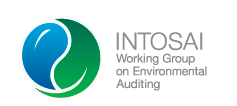 INTOSAI
Working Group
on Environmental
Auditing